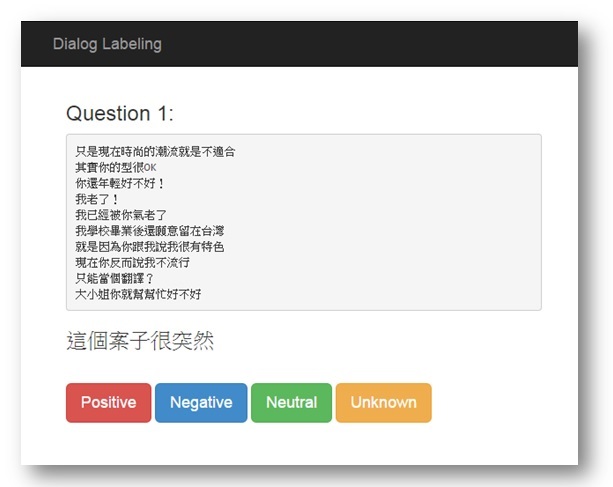 Dialog Labeling
Question 1:
只是現在時尚的潮流就是不適合
其實你的型很OK
你還年輕好不好！
我老了！
我已經被你氣老了
我學校畢業後還願意留在台灣
就是因為你跟我說我很有特色
現在你反而說我不流行
只能當個翻譯？
大小姐你就幫幫忙好不好
這個案子很突然
Positive Negative Neutral Unknown